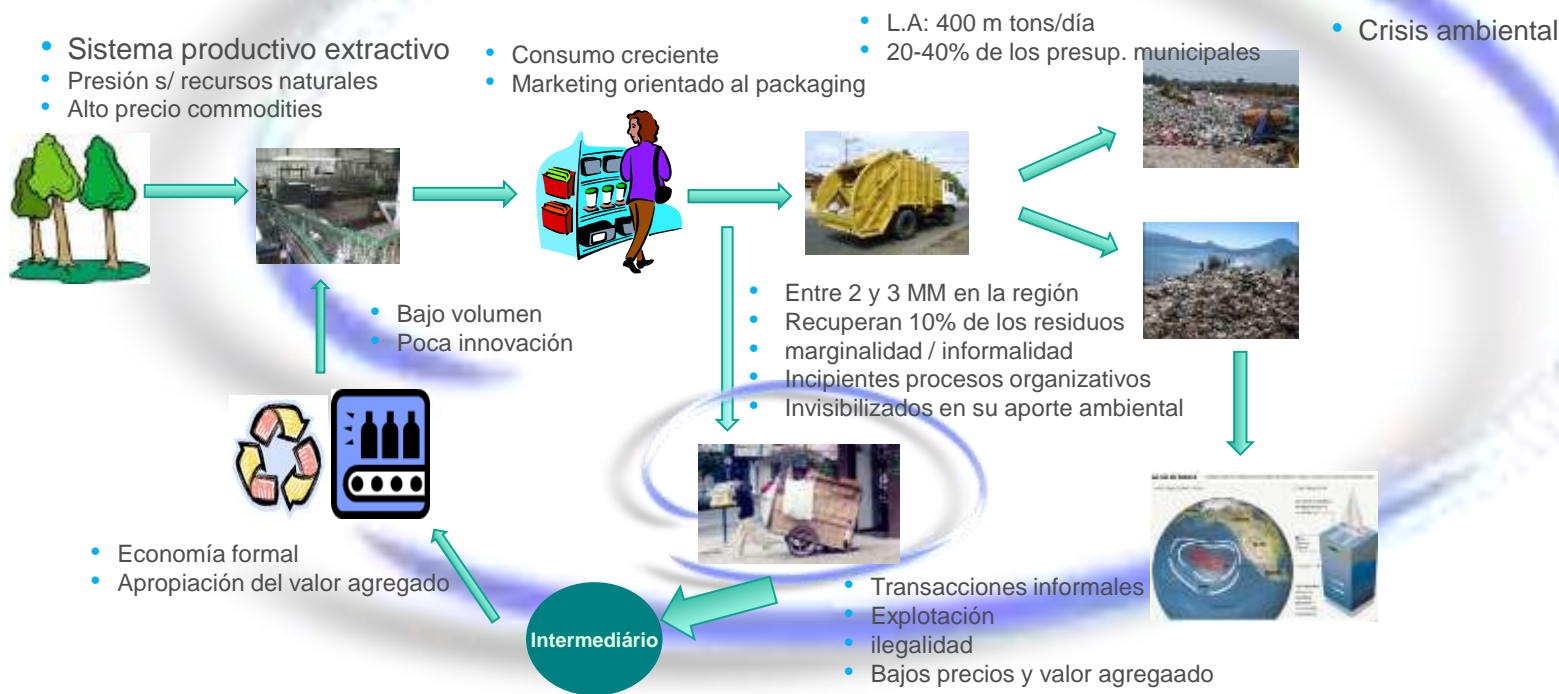 • Sistema productivo extractivo
• Presión s/ recursos naturales
• Alto precio commodities
• Consumo creciente
• Marketing orientado al packaging
• L.A: 400 m tons/día
• 20-40% de los presup. municipales
• Crisis ambiental
• Bajo volumen
• Poca innovación
• Entre 2 y 3 MM en la región
• Recuperan 10% de los residuos
• marginalidad / informalidad
• Incipientes procesos organizativos
• Invisibilizados en su aporte ambiental
• Economía formal
• Apropiación del valor agregado
Intermediário
• Transacciones informales
• Explotación
• ilegalidad
• Bajos precios y valor agregaado